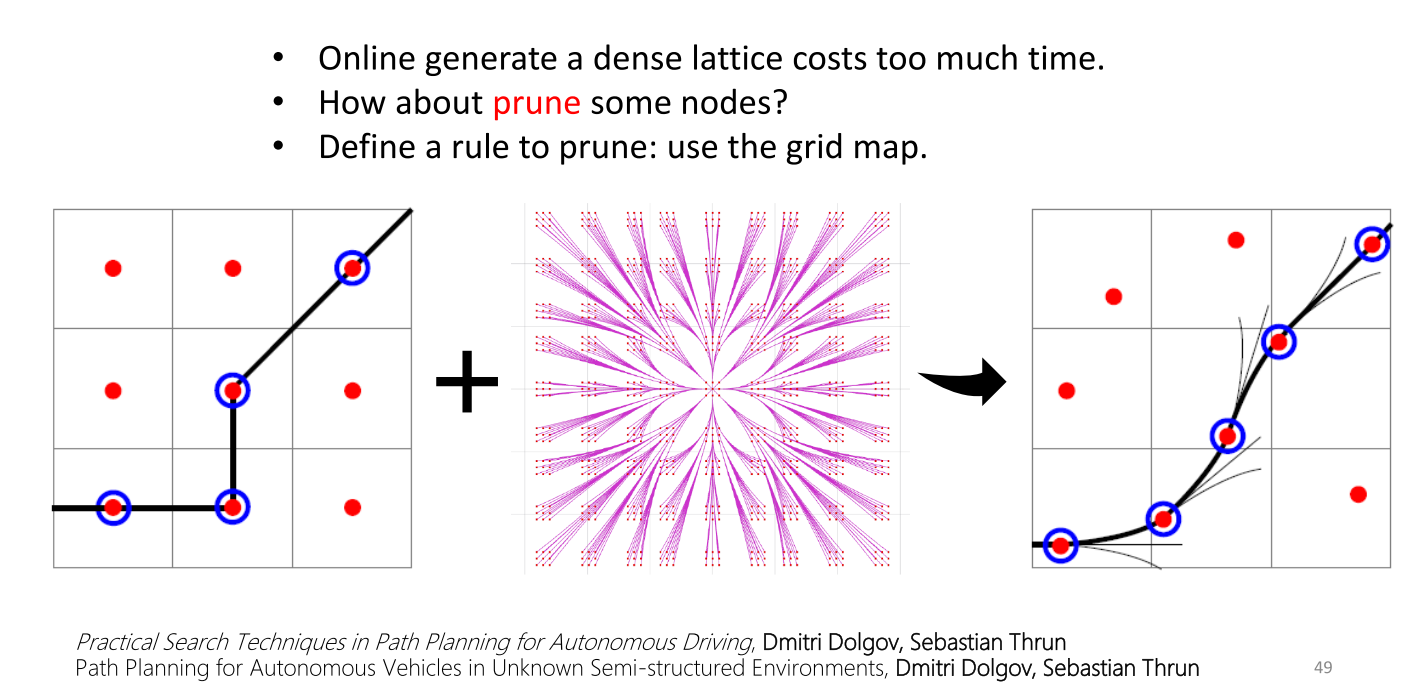 • Online generate a dense lattice costs too much time.
• How about prune some nodes?
• Define a rule to prune: use the grid map.
Practical Search Techniques in Path Planning for Autonomous Driving, Dmitri Dolgov, Sebastian Thrun
Path Planning for Autonomous Vehicles in Unknown Semi-structured Environments, Dmitri Dolgov, Sebastian Thrun
49